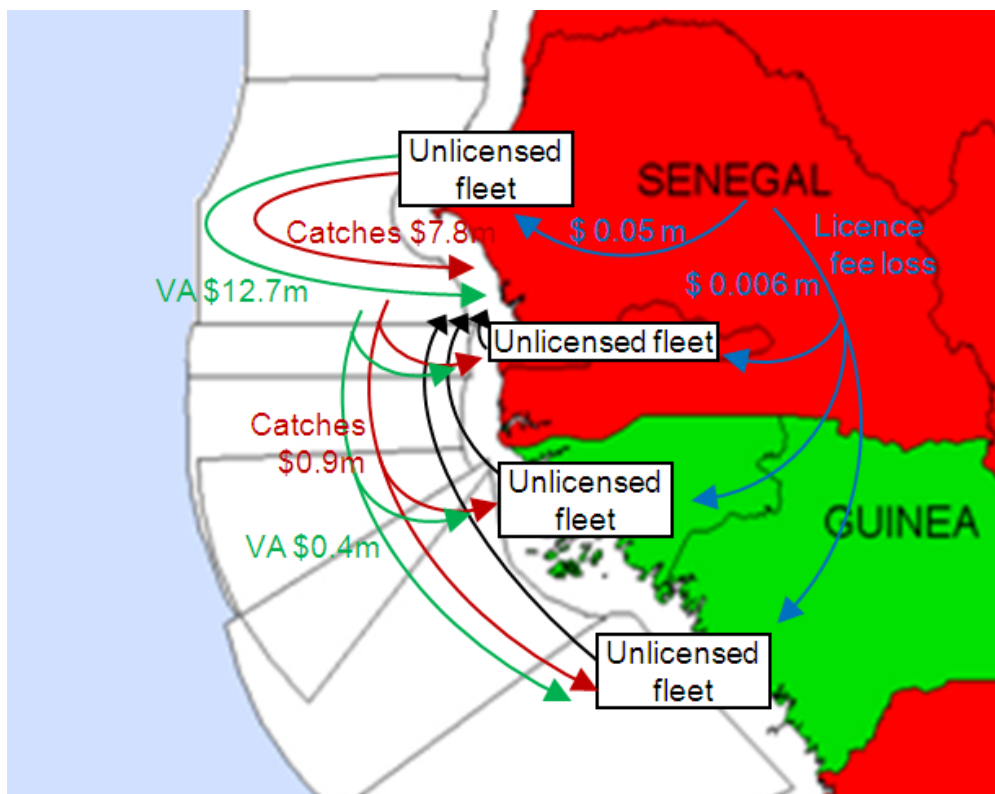 Unlicensed
fleet
SENEGAL
Catches $7.8m
$ 0.05 m
Licence
fee loss
VA $12.7m
$ 0.006 m
Unlicensed fleet
Catches
$0.9m
Unlicensed
fleet
GUINEA
VA $0.4m
Unlicensed
fleet